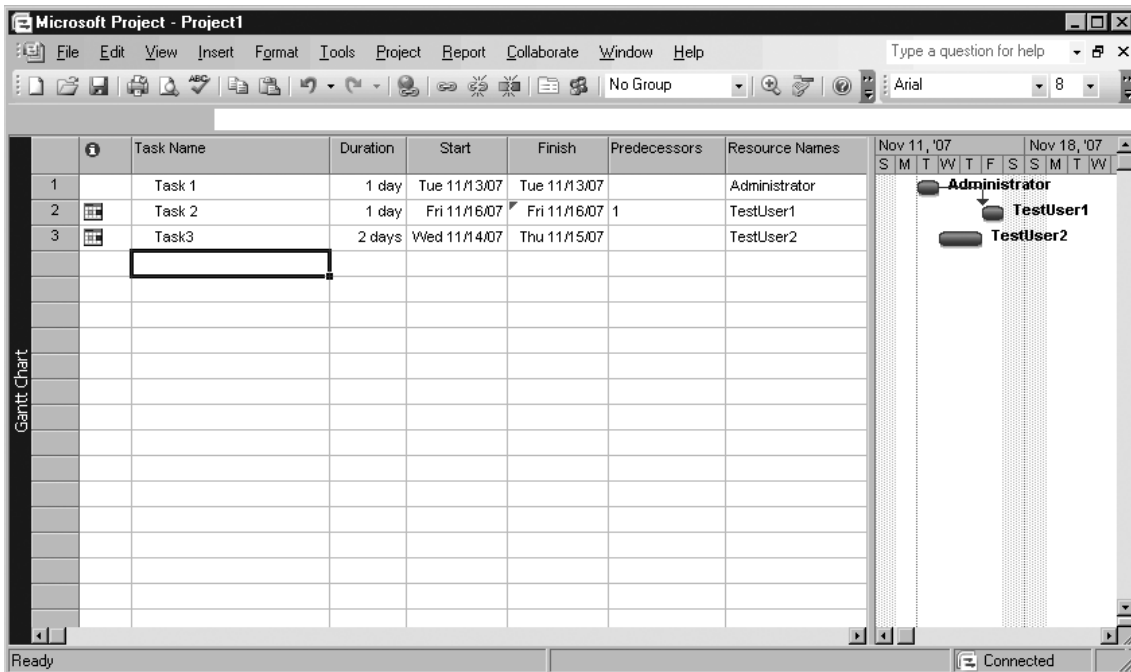 Microsoft Project - Project1
File Edit View Insert Format Tools Project Report Collaborate Window Help Type a question for help
ABC No Group Arial 8
Task Name Duration Start Finish Predecessors Resource Names Nov 11, '07 Nov 18, '07
S M T W T F S S M T W
1 Task 1 1 day Tue 11/13/07 Tue 11/13/07 Administrator Administrator
2 Task 2 1 day Fri 11/16/07 Fri 11/16/07 1 TestUser1 TestUser1
3 Task3 2 days Wed 11/14/07 Thu 11/15/07 TestUser2 TestUser2
Gantt Chart
Ready Connected